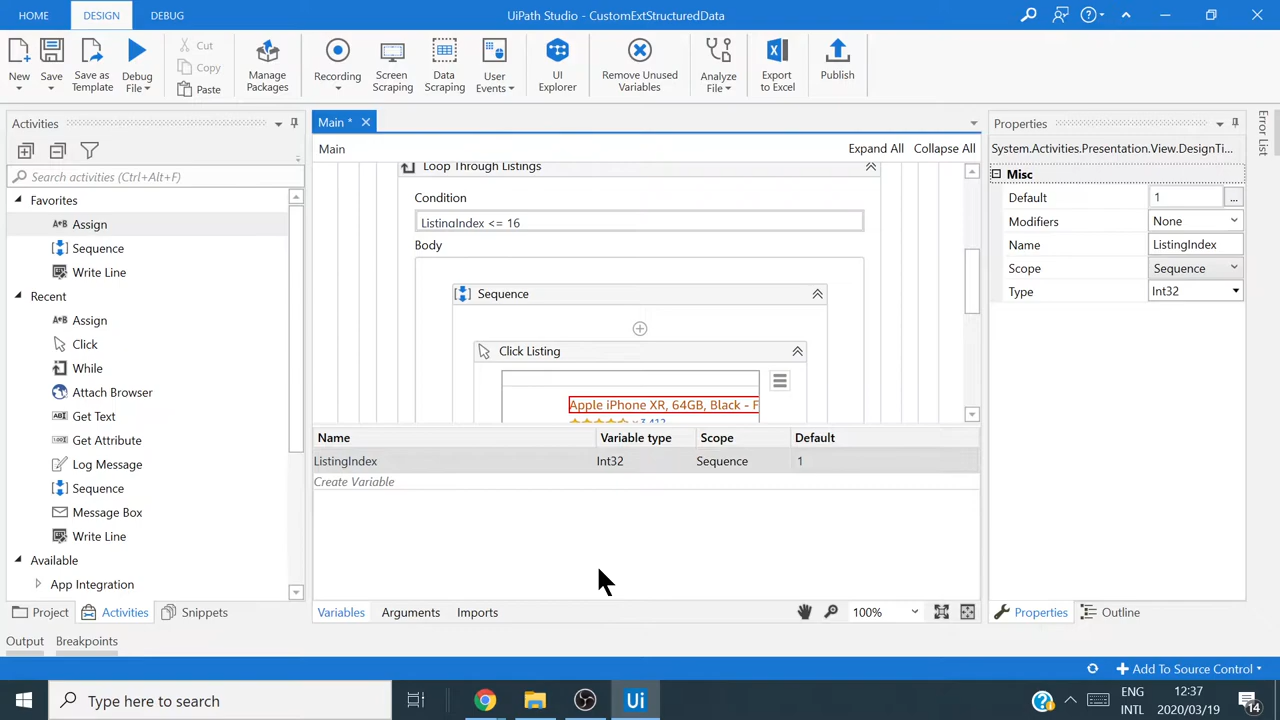 HOME DESIGN DEBUG UiPath Studio - CustomExtStructuredData
New Save Save as Template Debug File Cut Copy Paste Manage Packages Recording Screen Scraping Data Scraping User Events UI Explorer Remove Unused Variables Analyze File Export to Excel Publish
Activities
Search activities (Ctrl+Alt+F)
Favorites
Assign
Sequence
Write Line
Recent
Assign
Click
While
Attach Browser
Get Text
Get Attribute
Log Message
Sequence
Message Box
Write Line
Available
App Integration
Project Activities Snippets
Main *
Main Expand All Collapse All
Loop Through Listings
Condition
ListingIndex <= 16
Body
Sequence
Click Listing
Apple iPhone XR, 64GB, Black - F
3,412
Name Variable type Scope Default
ListingIndex Int32 Sequence 1
Create Variable
Variables Arguments Imports 100%
Properties
System.Activities.Presentation.View.DesignTi...
Misc
Default 1 ...
Modifiers None
Name ListingIndex
Scope Sequence
Type Int32
Properties Outline
Error List
Output Breakpoints
Add To Source Control
Type here to search
Ui
ENG
INTL
12:37
2020/03/19
14